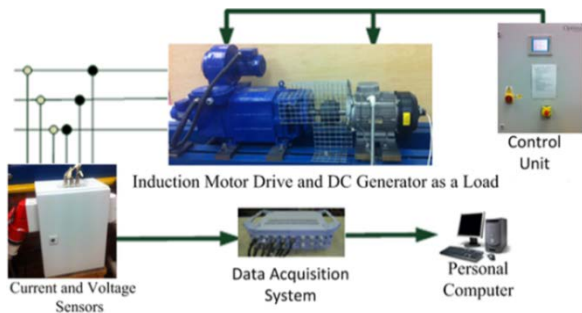 Control
Unit
Induction Motor Drive and DC Generator as a Load
Current and Voltage
Sensors
Data Acquisition
System
Personal
Computer